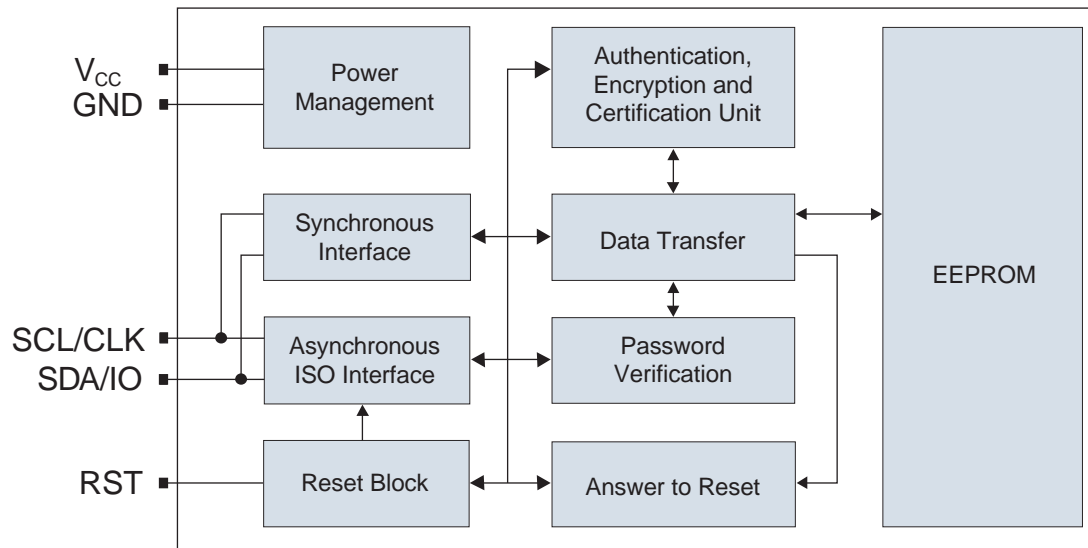 V_CC
GND
Power
Management
Authentication,
Encryption and
Certification Unit
Synchronous
Interface
Data Transfer
EEPROM
SCL/CLK
SDA/IO
Asynchronous
ISO Interface
Password
Verification
RST
Reset Block
Answer to Reset